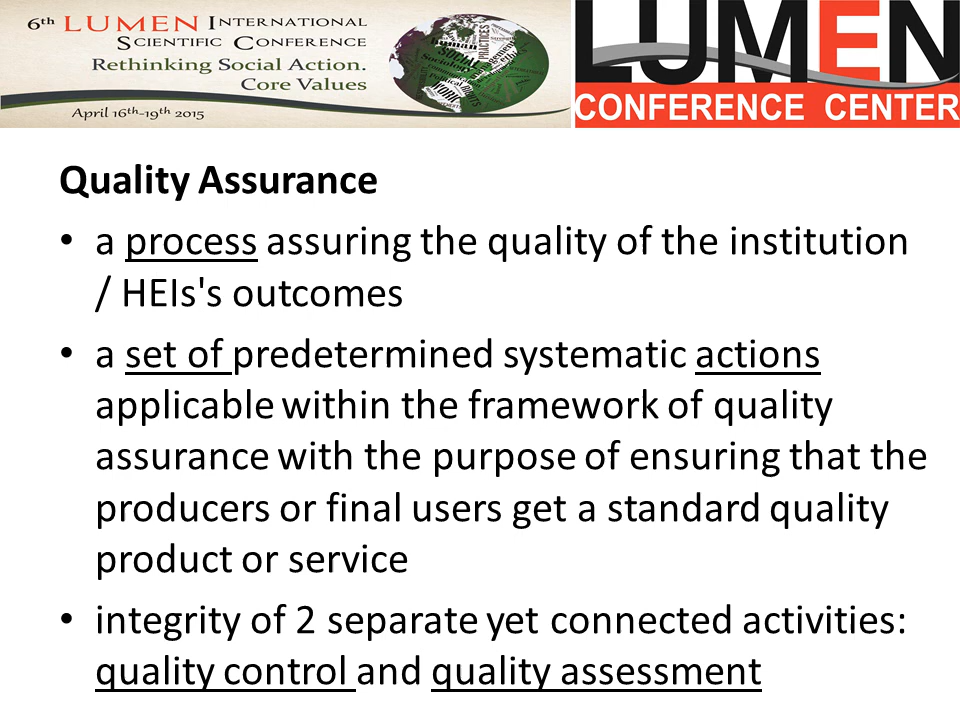 6th LUMEN International
Scientific Conference
Rethinking Social Action.
Core Values
April 16th-19th 2015
SOCIAL
WORK
PRACTICES
LUMEN
CONFERENCE CENTER
Quality Assurance
• a process assuring the quality of the institution
/ HEIs's outcomes
• a set of predetermined systematic actions
applicable within the framework of quality
assurance with the purpose of ensuring that the
producers or final users get a standard quality
product or service
• integrity of 2 separate yet connected activities:
quality control and quality assessment